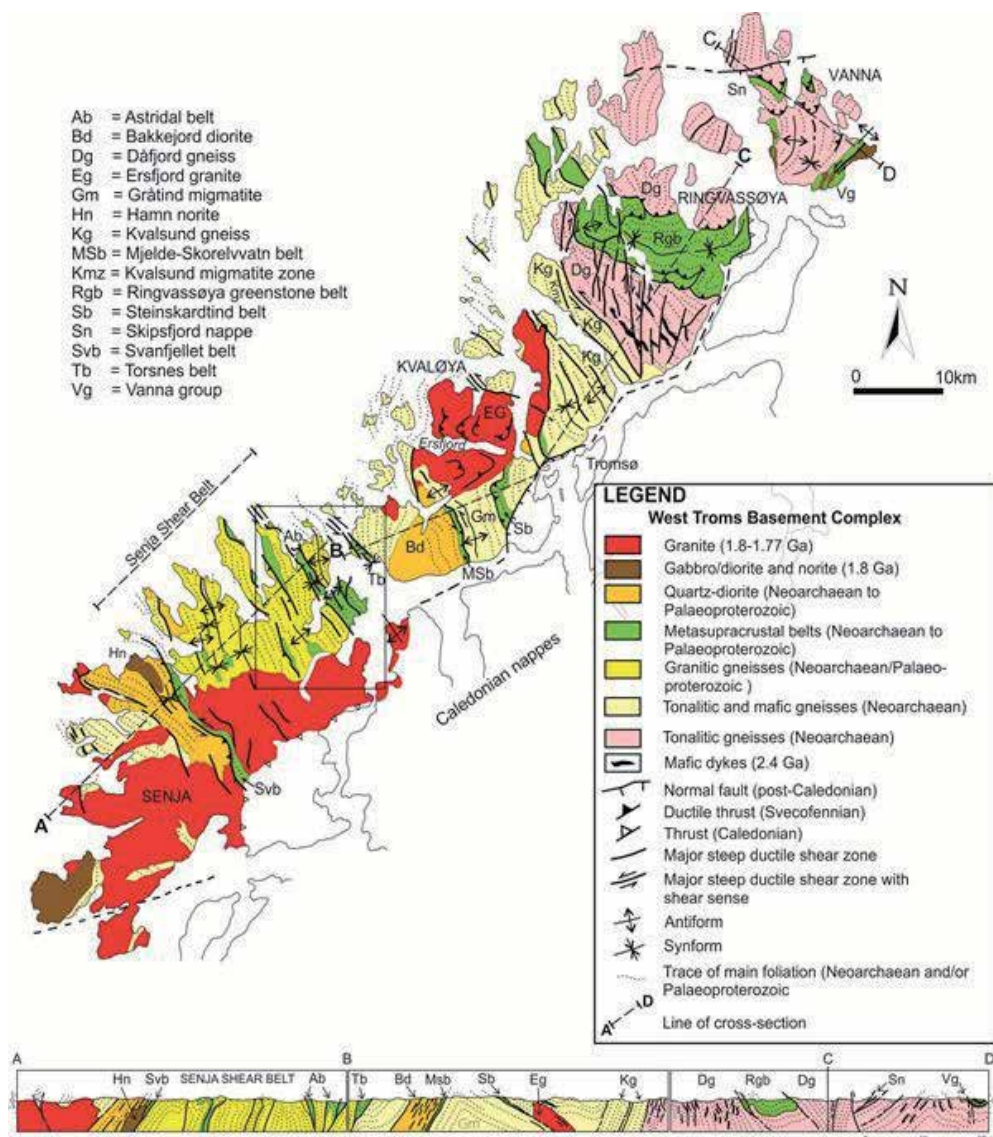 C
VANNA
Sn
D
Vg
C
Dg
RINGVASSØYA
Rgb
Dg
Kg
Kmz
Kg
Kg
Ab = Astridal belt
Bd = Bakkejord diorite
Dg = Dåfjord gneiss
Eg = Ersfjord granite
Gm = Gråtind migmatite
Hn = Hamn norite
Kg = Kvalsund gneiss
MSb = Mjelde-Skorelvvatn belt
Kmz = Kvalsund migmatite zone
Rgb = Ringvassøya greenstone belt
Sb = Steinskardtind belt
Sn = Skipsfjord nappe
Svb = Svanfjellet belt
Tb = Torsnes belt
Vg = Vanna group
N
0 10km
KVALØYA
EG
Ersfjord
Tromsø
Senja Shear Belt
Ab
B
Tb
Bd
Gm
Sb
MSb
Hn
Caledonian nappes
Svb
SENJA
A
LEGEND
West Troms Basement Complex
Granite (1.8-1.77 Ga)
Gabbro/diorite and norite (1.8 Ga)
Quartz-diorite (Neoarchaean to
Palaeoproterozoic)
Metasupracrustal belts (Neoarchaean to
Palaeoproterozoic)
Granitic gneisses (Neoarchaean/Palaeo-
proterozoic )
Tonalitic and mafic gneisses (Neoarchaean)
Tonalitic gneisses (Neoarchaean)
Mafic dykes (2.4 Ga)
Normal fault (post-Caledonian)
Ductile thrust (Svecofennian)
Thrust (Caledonian)
Major steep ductile shear zone
Major steep ductile shear zone with
shear sense
Antiform
Synform
Trace of main foliation (Neoarchaean and/or
Palaeoproterozoic
A D Line of cross-section
A B C D
Hn Svb SENJA SHEAR BELT Ab Tb Bd Msb Sb Eg Kg Dg Rgb Dg Sn Vg
Gm